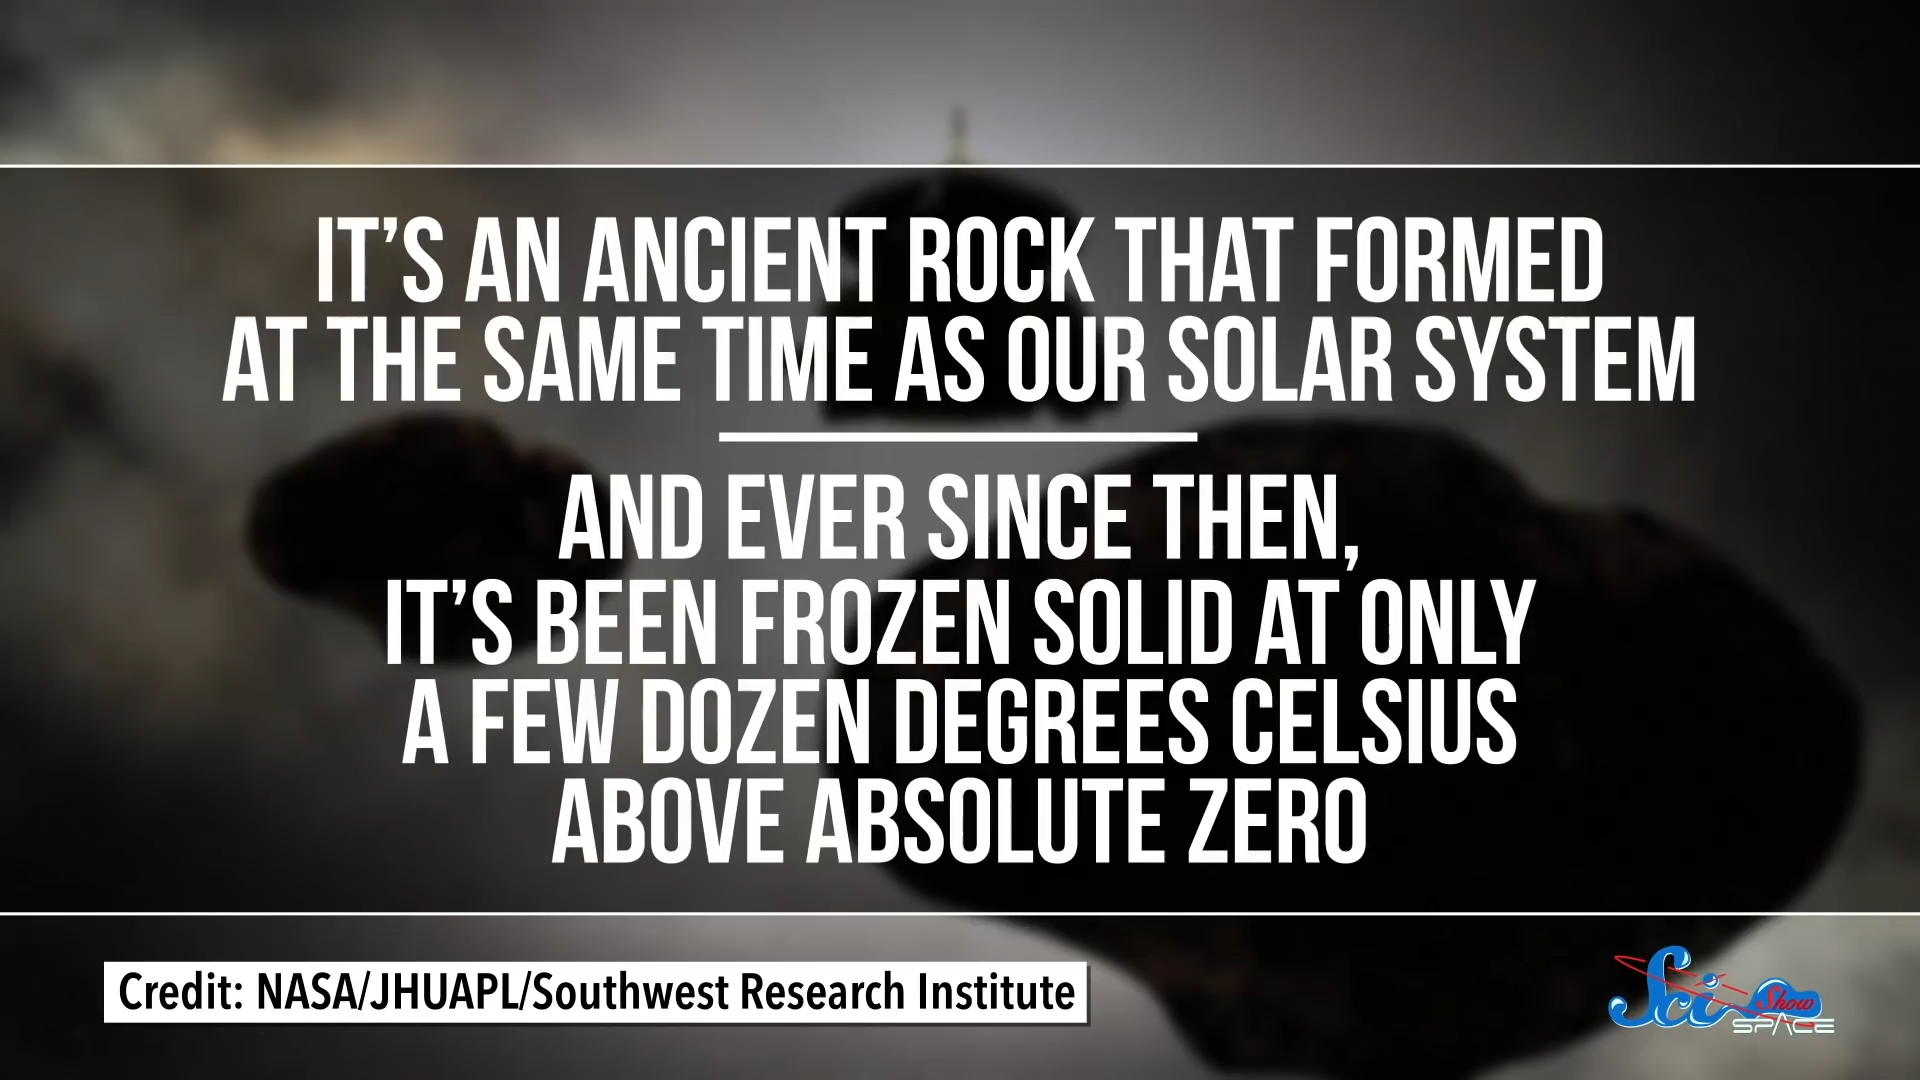 IT'S AN ANCIENT ROCK THAT FORMED
AT THE SAME TIME AS OUR SOLAR SYSTEM
AND EVER SINCE THEN,
IT'S BEEN FROZEN SOLID AT ONLY
A FEW DOZEN DEGREES CELSIUS
ABOVE ABSOLUTE ZERO
Credit: NASA/JHUAPL/Southwest Research Institute
Sci Show
SPACE